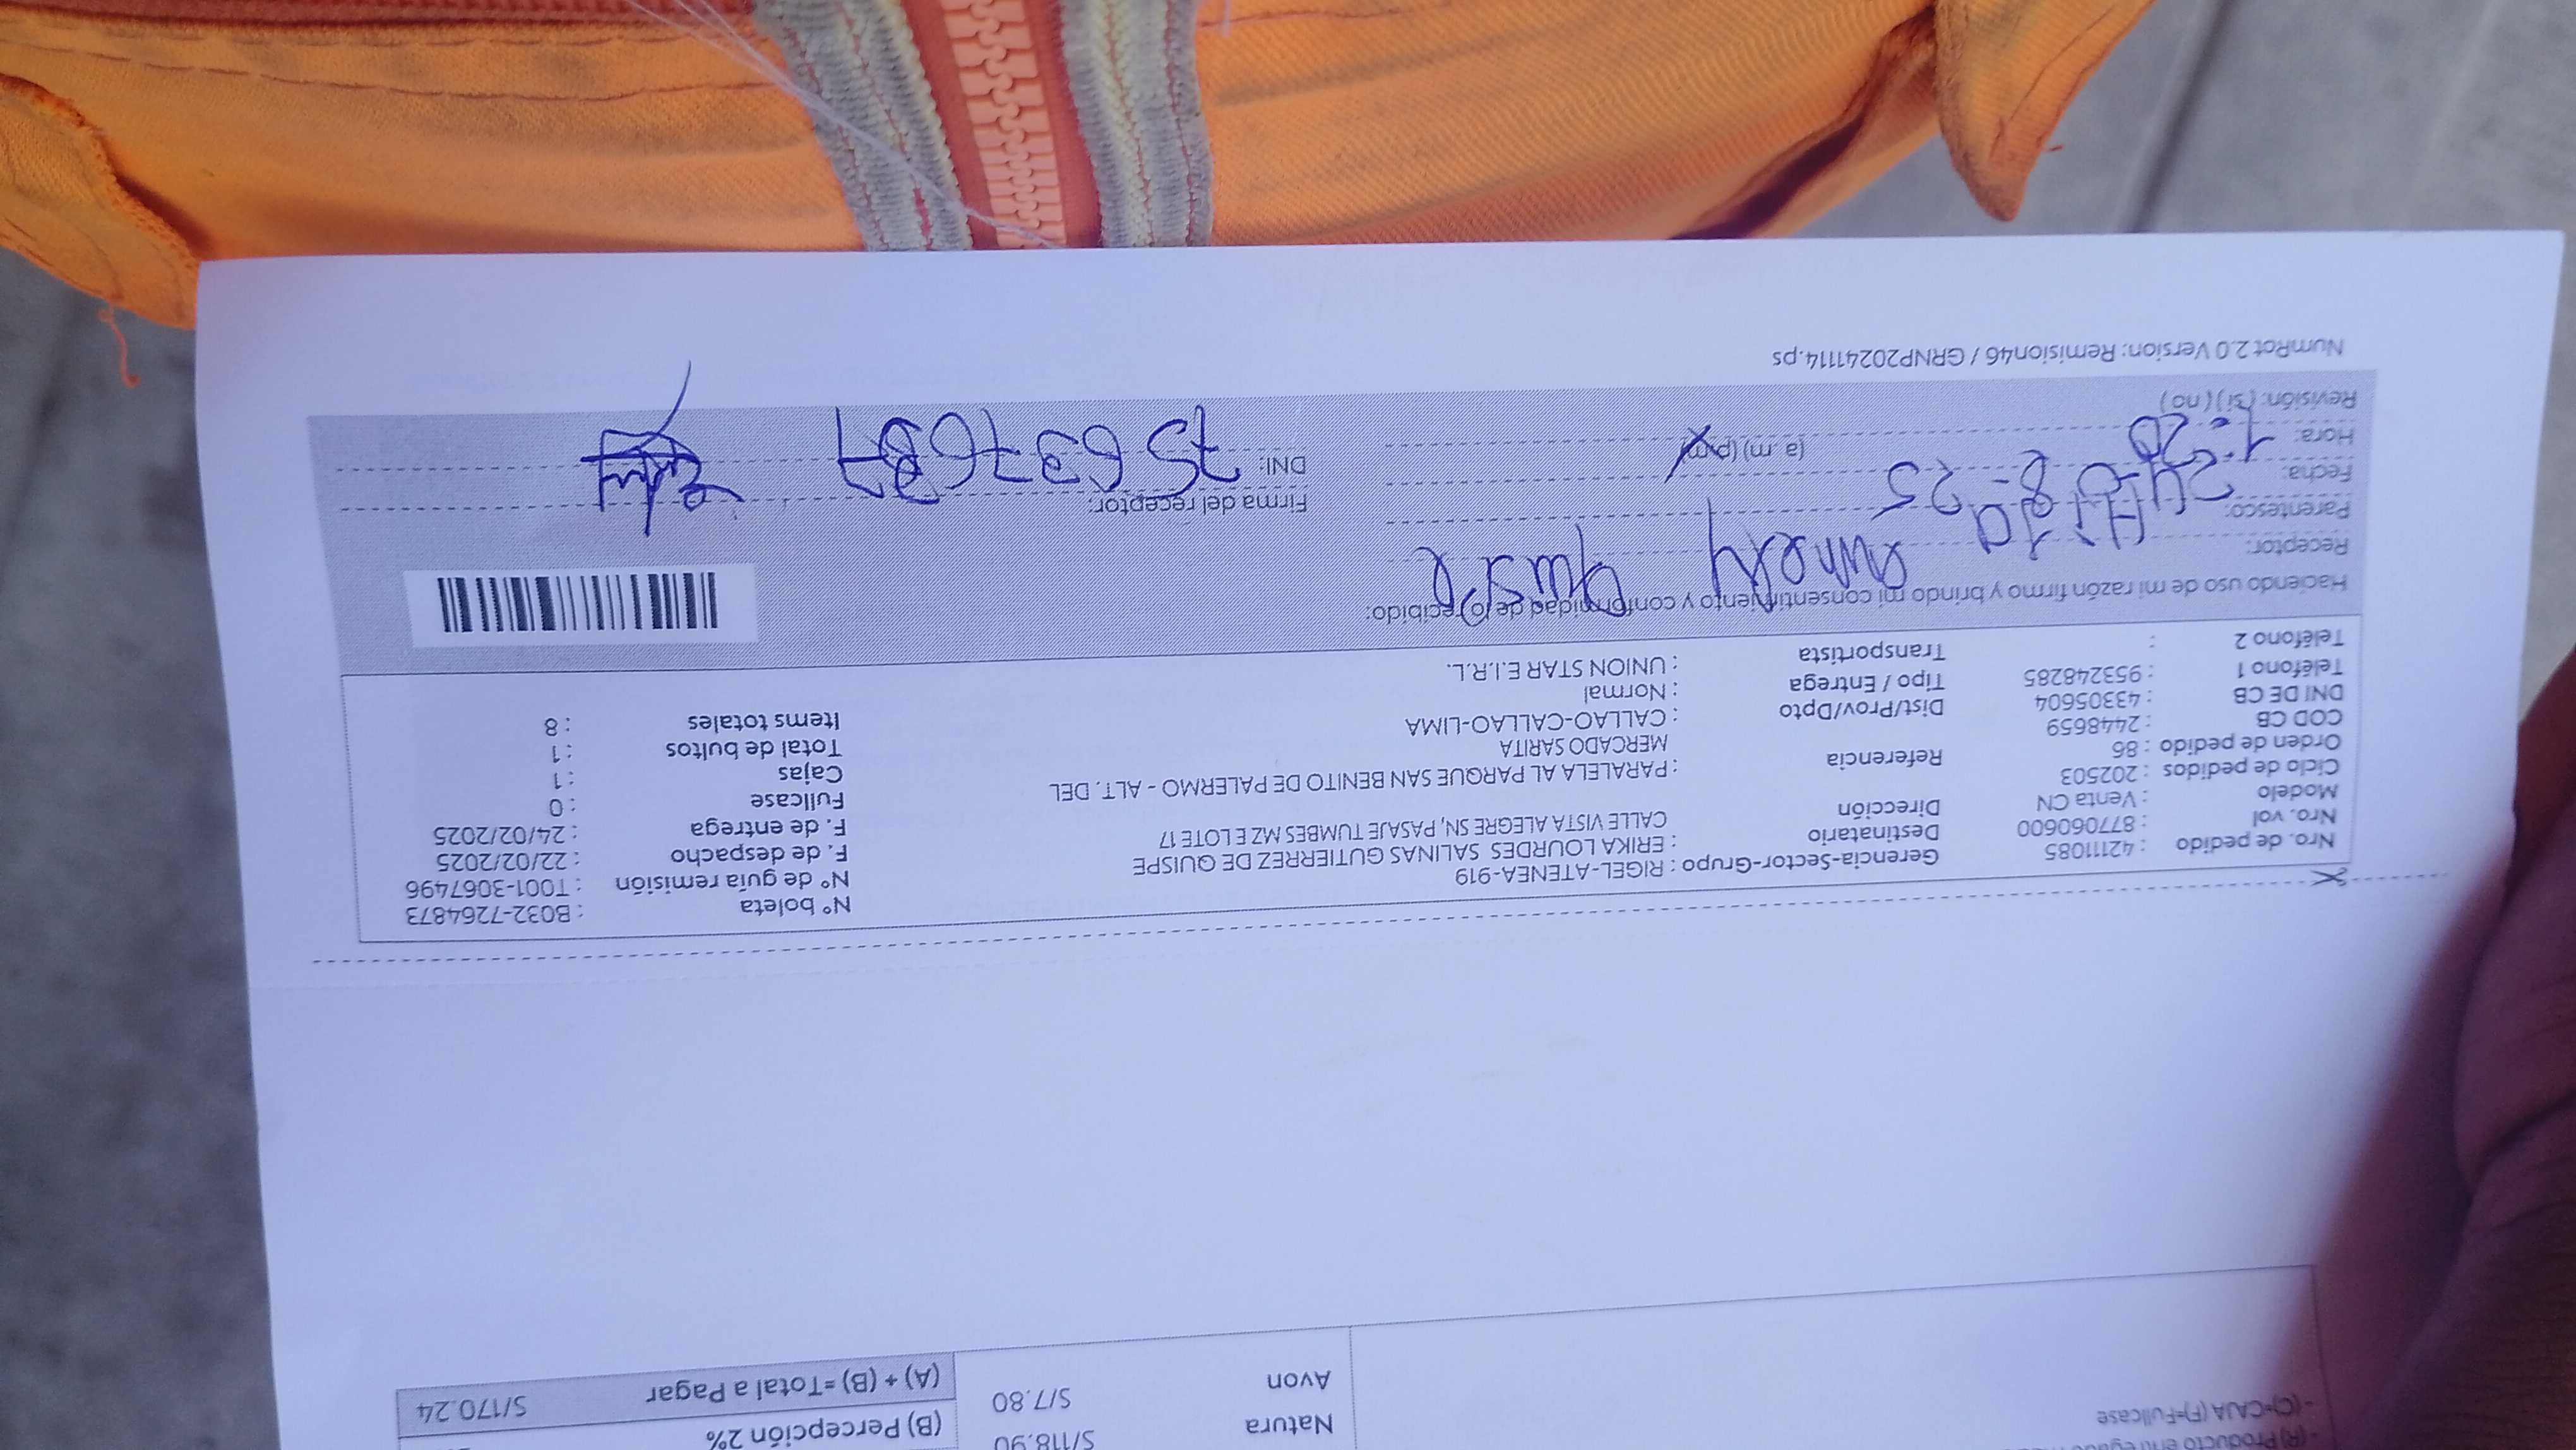 - (R) Producto entreg
- (C)=CAJA (F)=Fullcase
Natura S/118.90
Avon S/7.80
(B) Percepción 2%
(A) + (B) =Total a Pagar S/170.24
Nro. de pedido : 42111085
Nro. vol : 877060600
Modelo : Venta CN
Ciclo de pedidos : 202503
Orden de pedido : 86
COD CB : 2448659
DNI DE CB : 43305604
Teléfono 1 : 953248285
Teléfono 2 :
Gerencia-Sector-Grupo : RIGEL-ATENEA-919
Destinatario : ERIKA LOURDES SALINAS GUTIERREZ DE QUISPE
Dirección CALLE VISTA ALEGRE SN, PASAJE TUMBES MZ E LOTE 17
Referencia : PARALELA AL PARQUE SAN BENITO DE PALERMO - ALT. DEL
MERCADO SARITA
Dist/Prov/Dpto : CALLAO-CALLAO-LIMA
Tipo / Entrega : Normal
Transportista : UNION STAR E.I.R.L.
N° boleta : B032-7264873
N° de guía remisión : T001-3067496
F. de despacho : 22/02/2025
F. de entrega : 24/02/2025
Fullcase : 0
Cajas : 1
Total de bultos : 1
Items totales : 8
Haciendo uso de mi razón firmo y brindo mi consentimiento y conformidad de lo recibido:
Receptor: quispe
Parentesco: Hija
Fecha: 24
Hora: 1:20 (a m) (pm)
Revisión: (si) (no)
Firma del receptor:
DNI: 75637687
NumRot 2.0 Version: Remision46 / GRNP20241114.ps